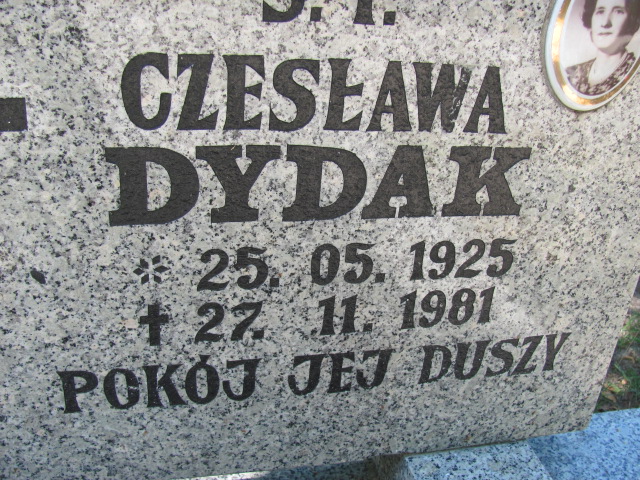 Ś. P.
CZESŁAWA
DYDAK
* 25. 05. 1925
✝ 27. 11. 1981
POKÓJ JEJ DUSZY